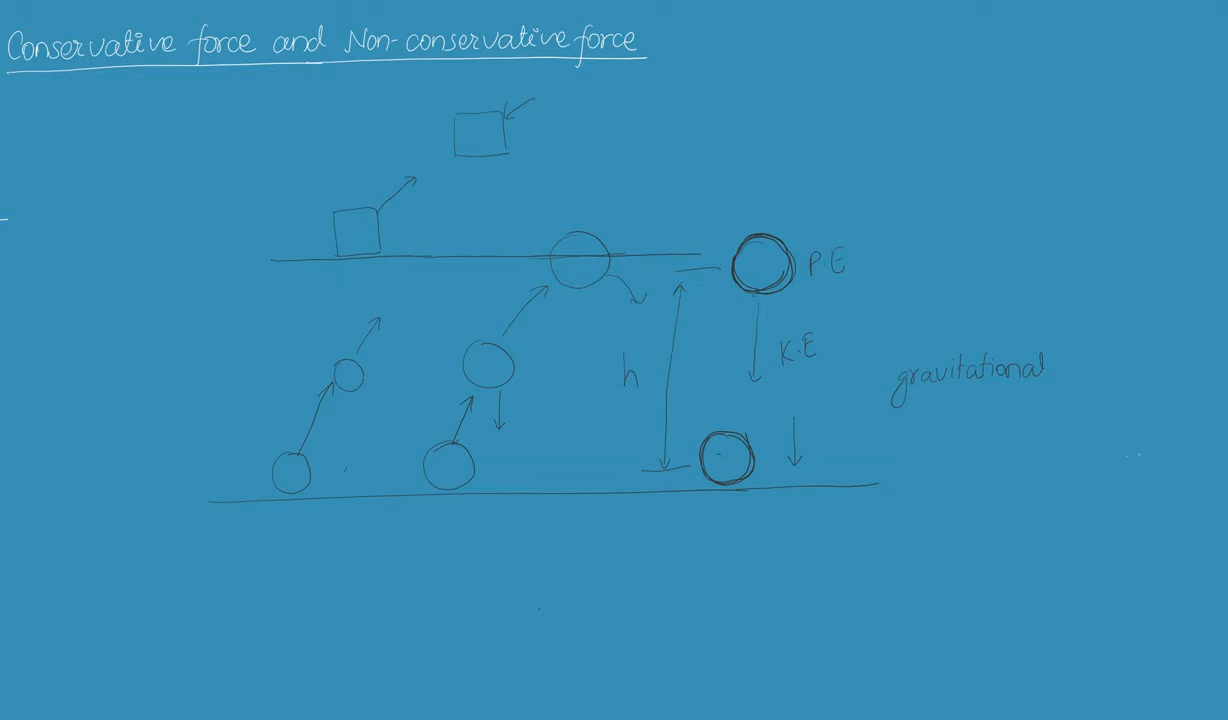 Conservative force and Non-conservative force
P.E
K.E
h
gravitational